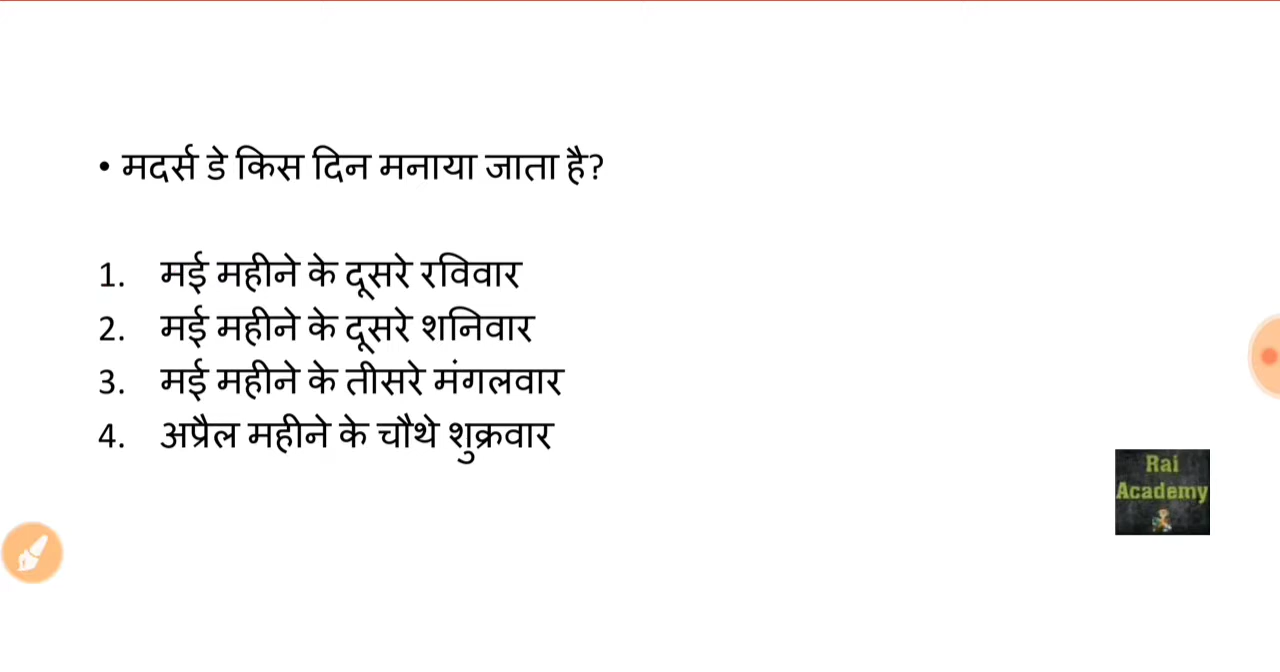 • मदर्स डे किस दिन मनाया जाता है?
1. मई महीने के दूसरे रविवार
2. मई महीने के दूसरे शनिवार
3. मई महीने के तीसरे मंगलवार
4. अप्रैल महीने के चौथे शुक्रवार
Rai
Academy